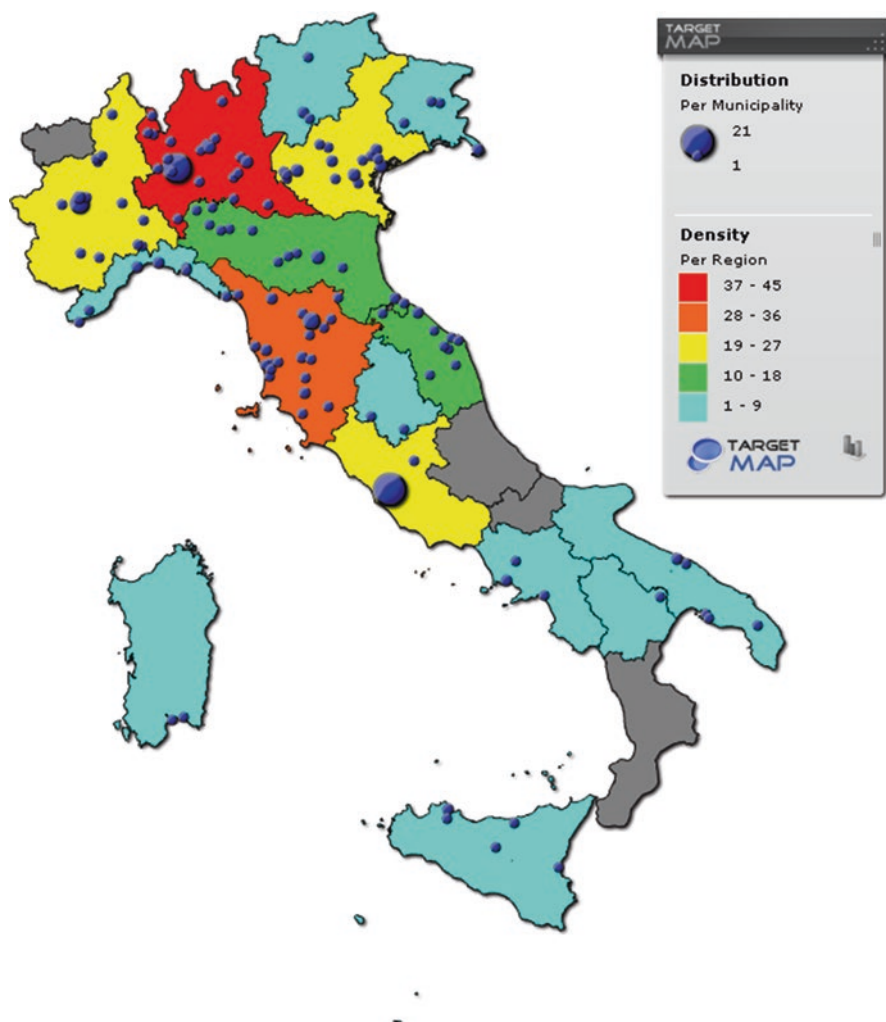 TARGET
MAP
Distribution
Per Municipality
21
1
Density
Per Region
37 - 45
28 - 36
19 - 27
10 - 18
1 - 9
TARGET
MAP